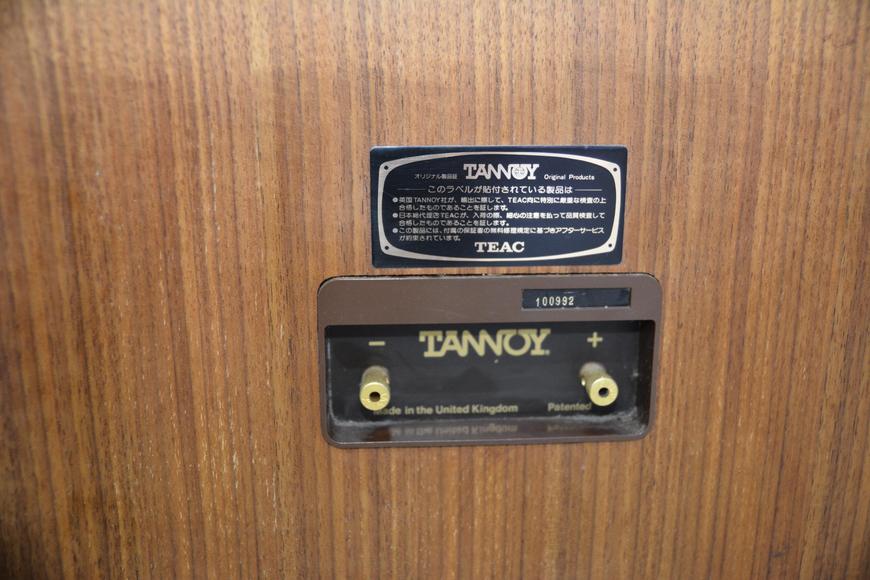 オリジナル製品証 TANNOY Original Products
このラベルが貼付されている製品は
●英国TANNOY社が、輸出に際して、TEAC向に特別に厳重な検査の上
合格したものであることを証します。
●日本総代理店TEACが、入荷の際、細心の注意を払って品質検査して
合格したものであることを証します。
●この製品には、付属の保証書の無料修理規定に基づきアフターサービス
が約束されています。
TEAC
100992
− TANNOY. +
Made in the United Kingdom Patented